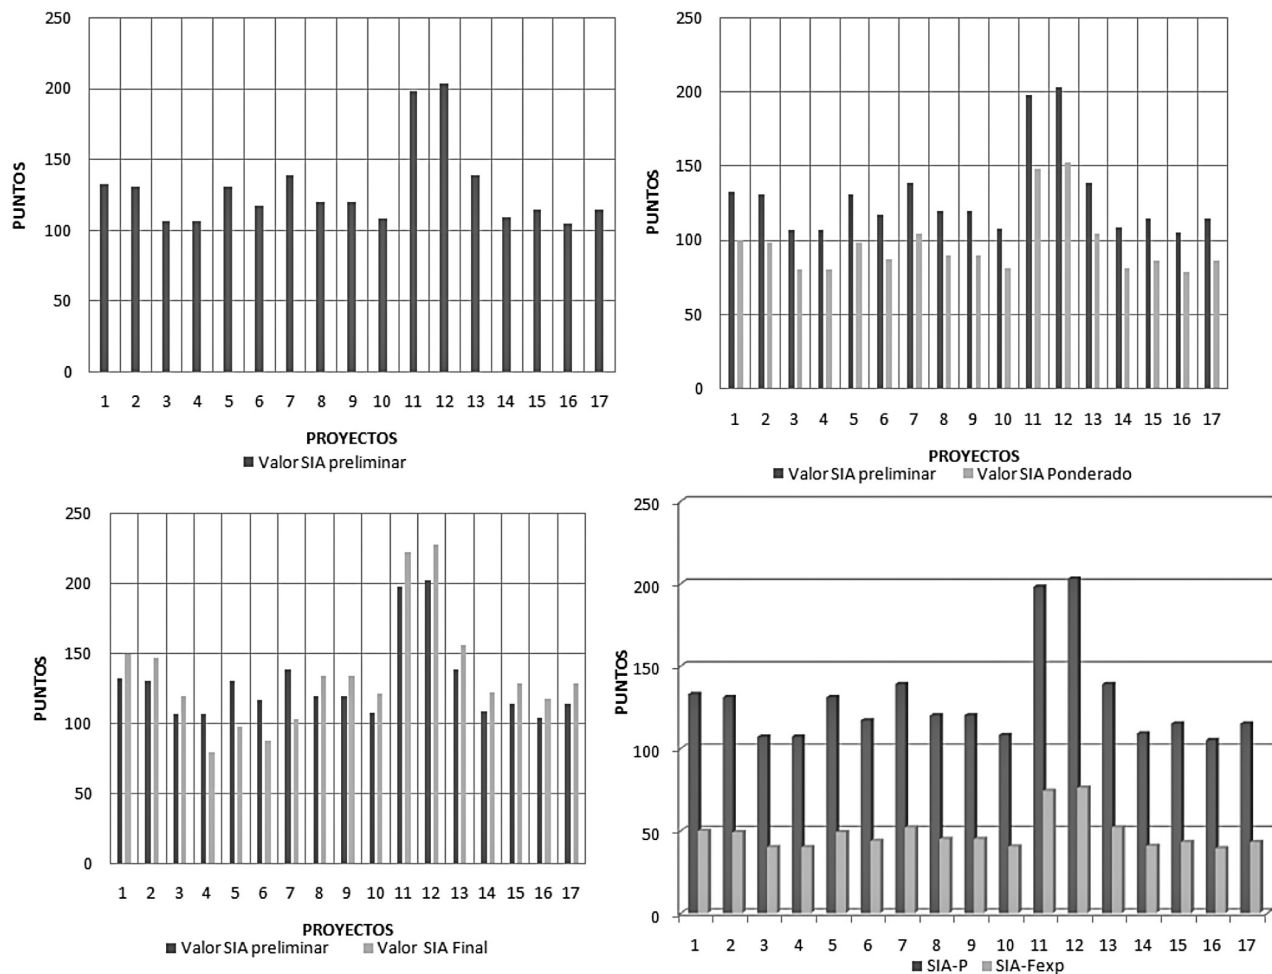 250
200
150
100
50
0
PUNTOS
1 2 3 4 5 6 7 8 9 10 11 12 13 14 15 16 17
PROYECTOS
Valor SIA preliminar
250
200
150
100
50
0
PUNTOS
1 2 3 4 5 6 7 8 9 10 11 12 13 14 15 16 17
PROYECTOS
Valor SIA preliminar Valor SIA Ponderado
250
200
150
100
50
0
PUNTOS
1 2 3 4 5 6 7 8 9 10 11 12 13 14 15 16 17
PROYECTOS
Valor SIA preliminar Valor SIA Final
250
200
150
100
50
0
PUNTOS
1 2 3 4 5 6 7 8 9 10 11 12 13 14 15 16 17
SIA-P SIA-Fexp